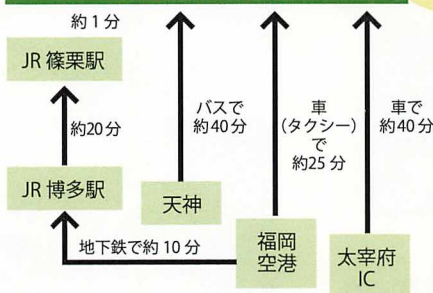 約1分
JR 篠栗駅
約20分
JR 博多駅
地下鉄で約10分
バスで
約40分
天神
車
(タクシー)
で
約25分
福岡
空港
車で
約40分
太宰府
IC